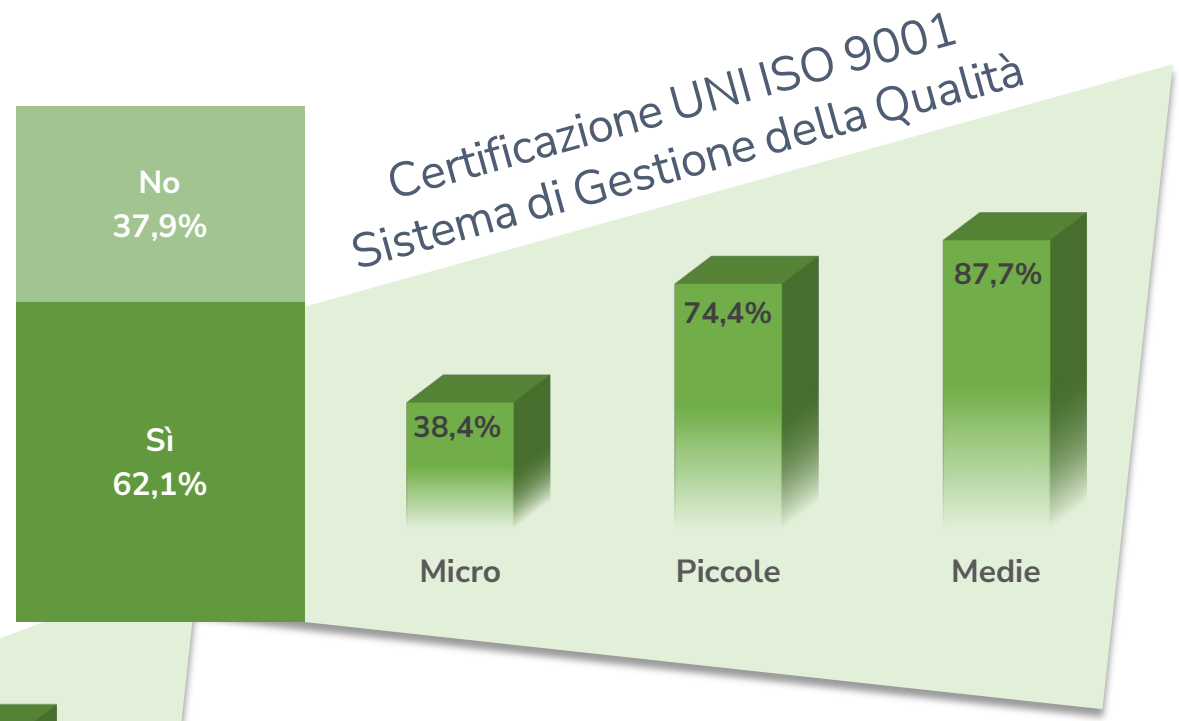 Certificazione UNI ISO 9001
Sistema di Gestione della Qualità
No
37,9%
Sì
62,1%
38,4%
74,4%
87,7%
Micro
Piccole
Medie